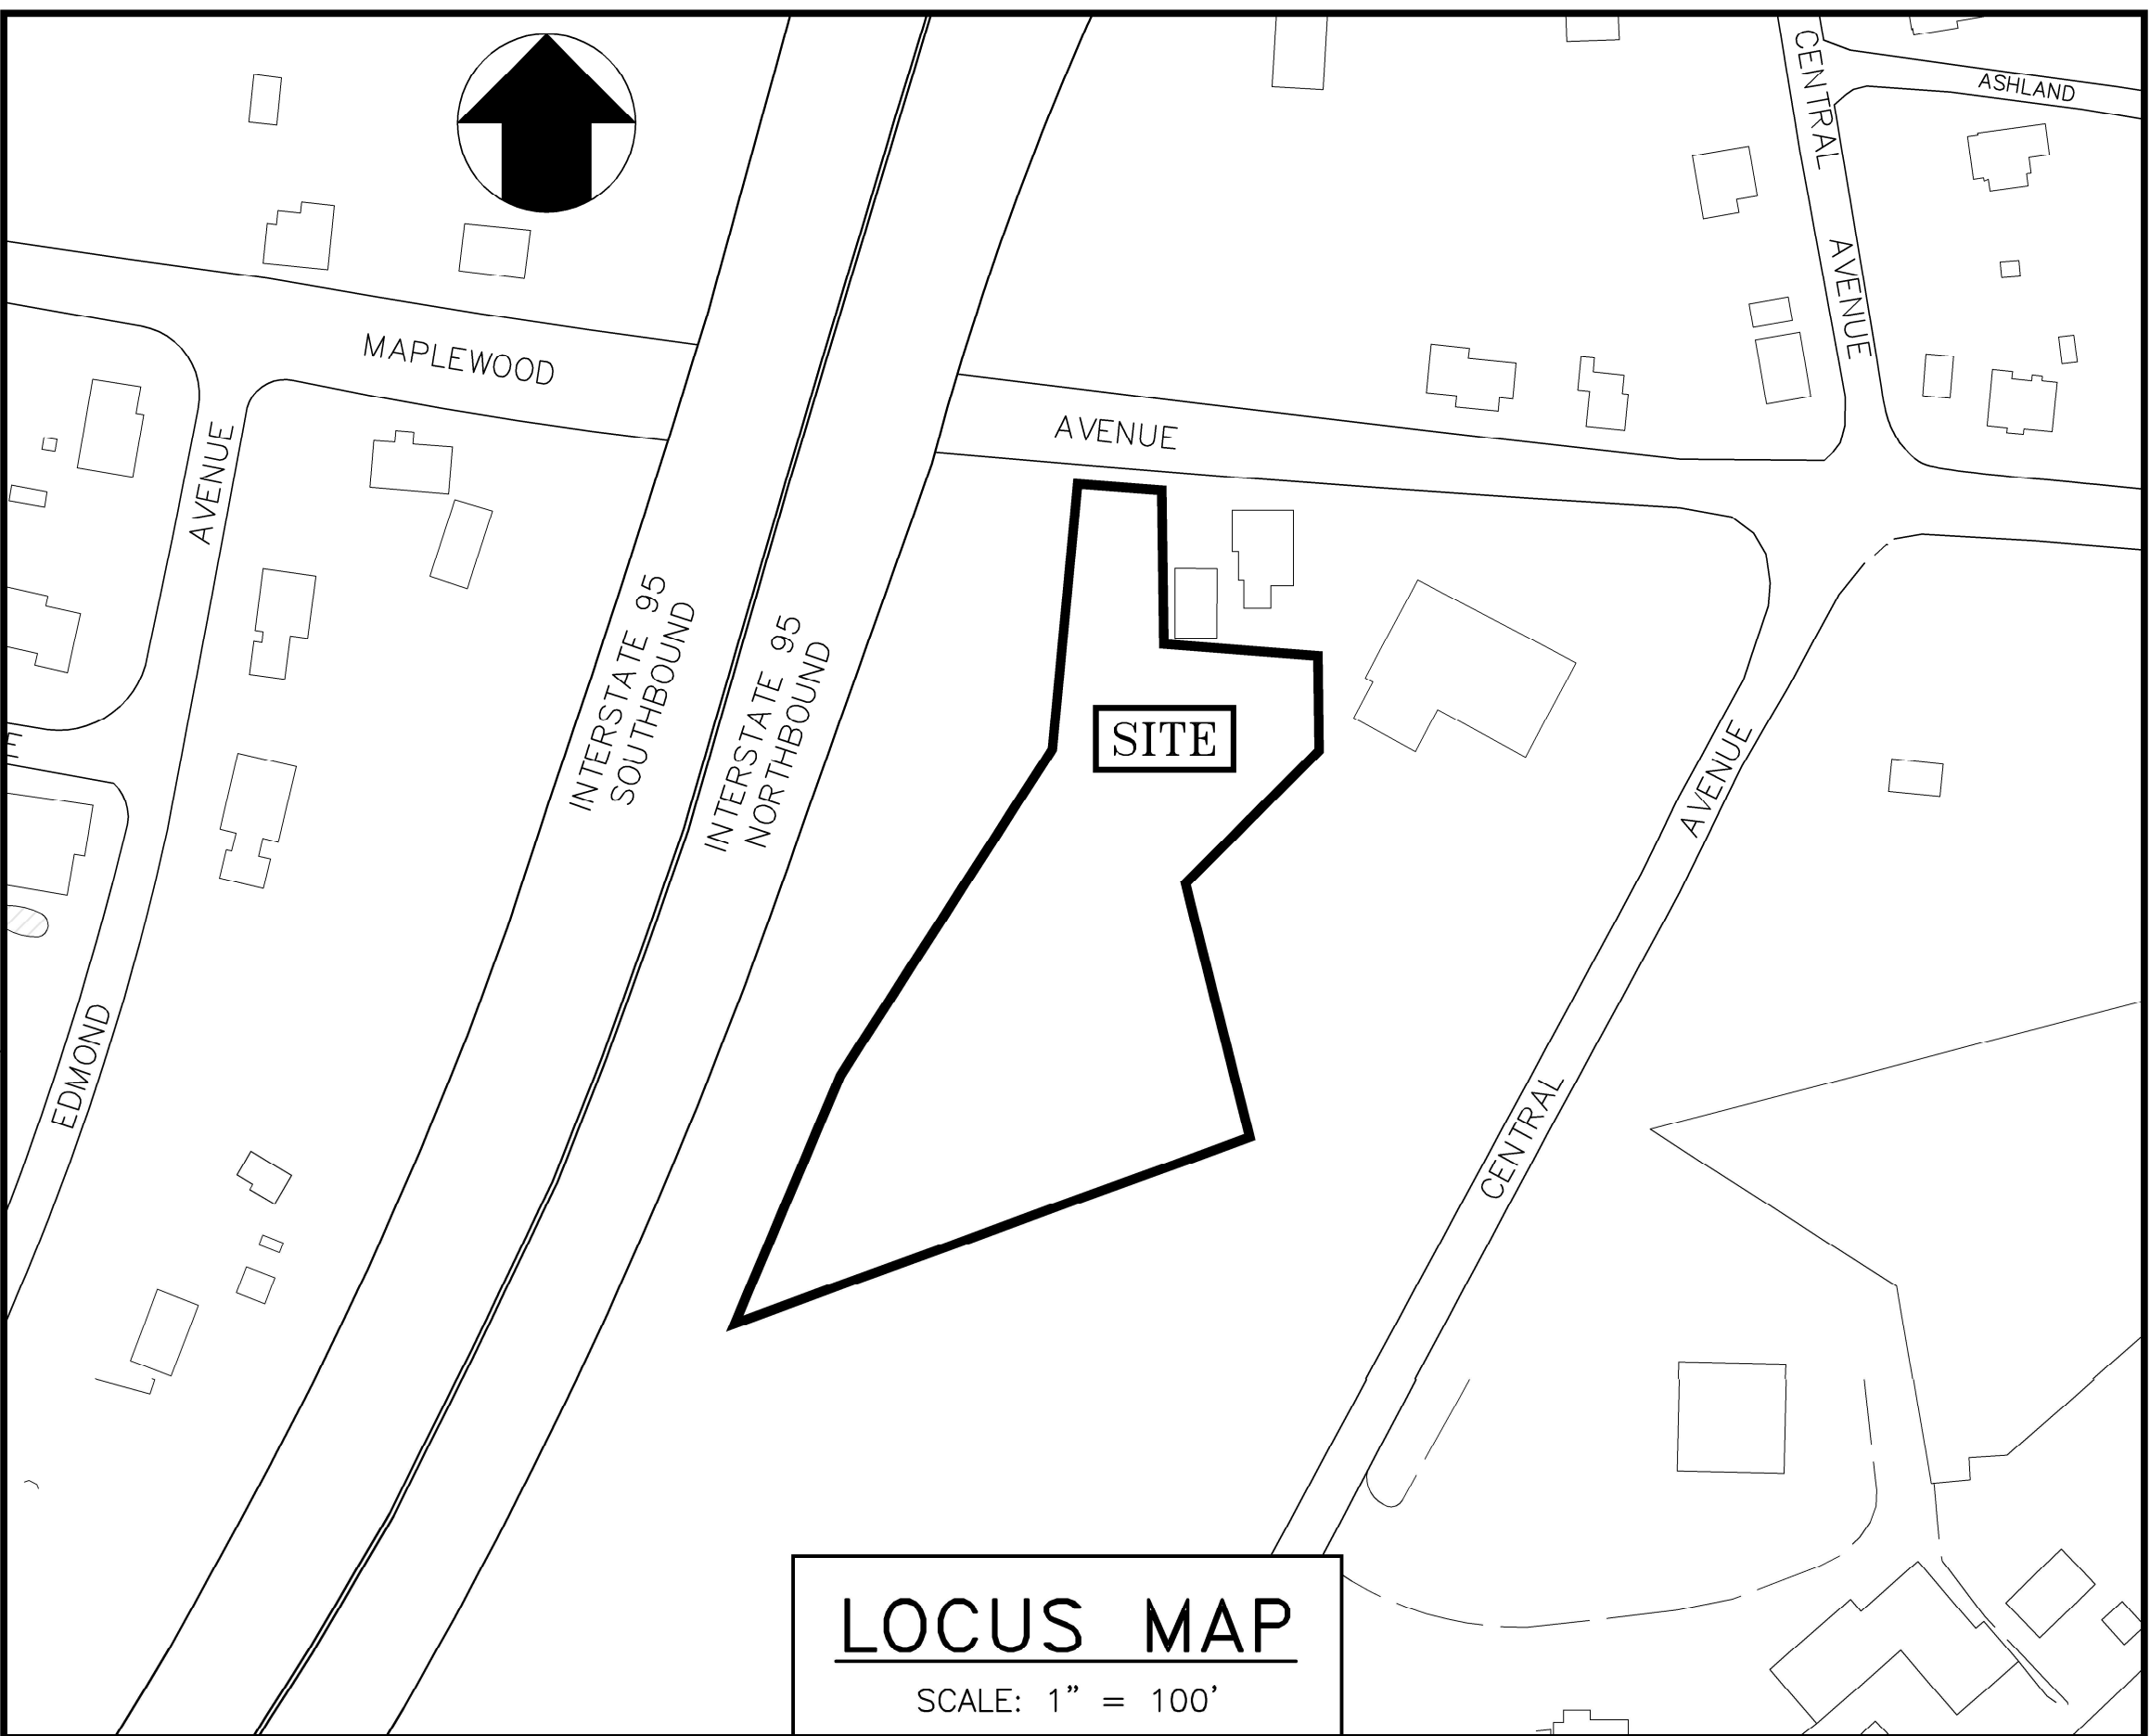 CENTRAL AVENUE
ASHLAND
MAPLEWOOD
AVENUE
AVENUE
INTERSTATE 95
SOUTHBOUND
INTERSTATE 95
NORTHBOUND
SITE
EDMOND
CENTRAL
AVENUE
LOCUS MAP
SCALE: 1" = 100'